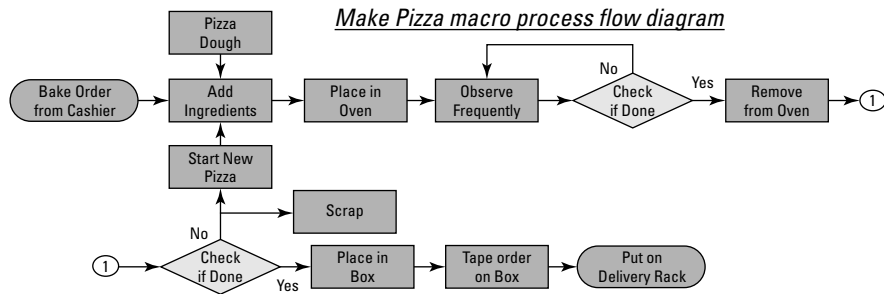 Make Pizza macro process flow diagram
Pizza
Dough
Bake Order
from Cashier
Add
Ingredients
Place in
Oven
Observe
Frequently
No
Check
if Done
Yes
Remove
from Oven
1
Start New
Pizza
Scrap
No
1
Check
if Done
Yes
Place in
Box
Tape order
on Box
Put on
Delivery Rack